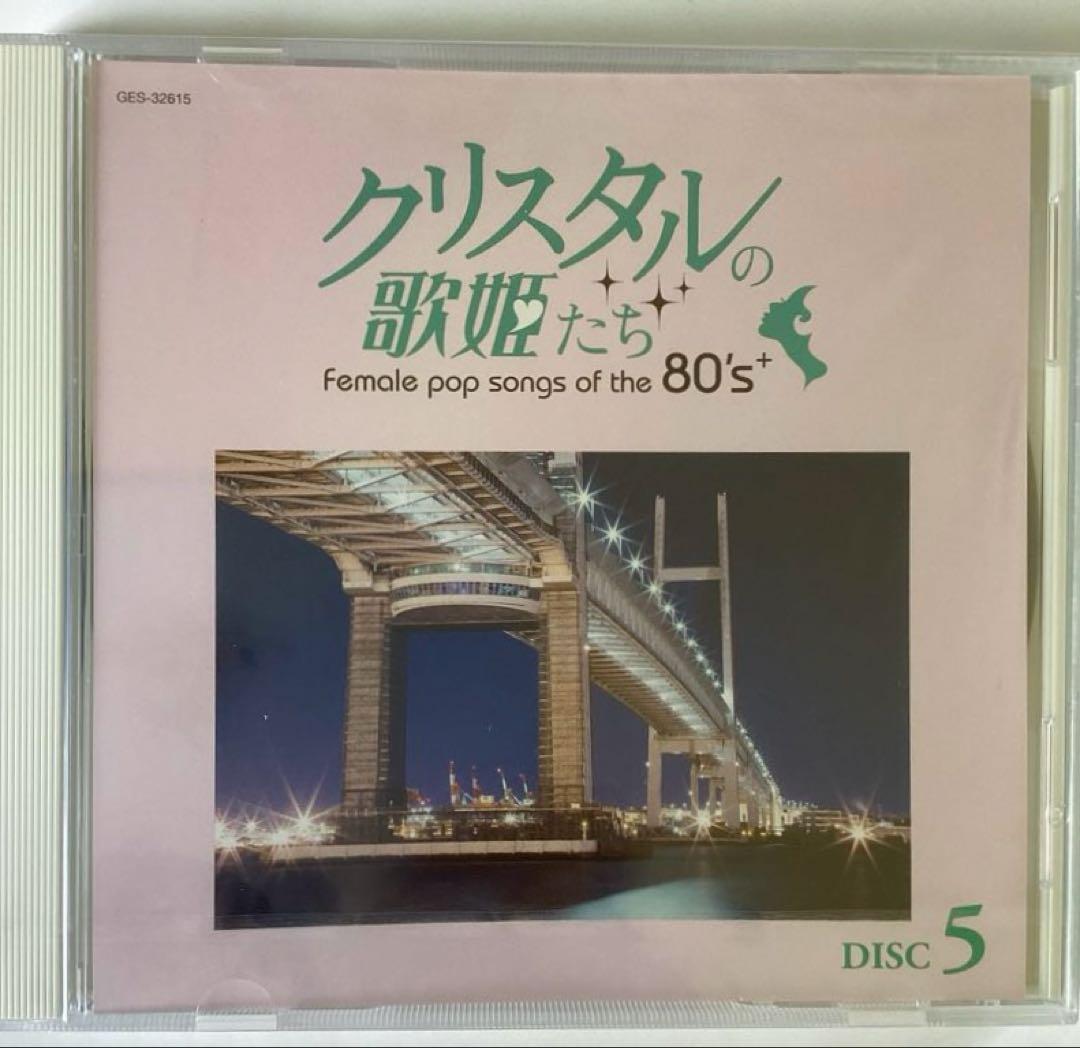 GES-32615
クリスタルの
歌姫たち
Female pop songs of the 80's+
DISC 5